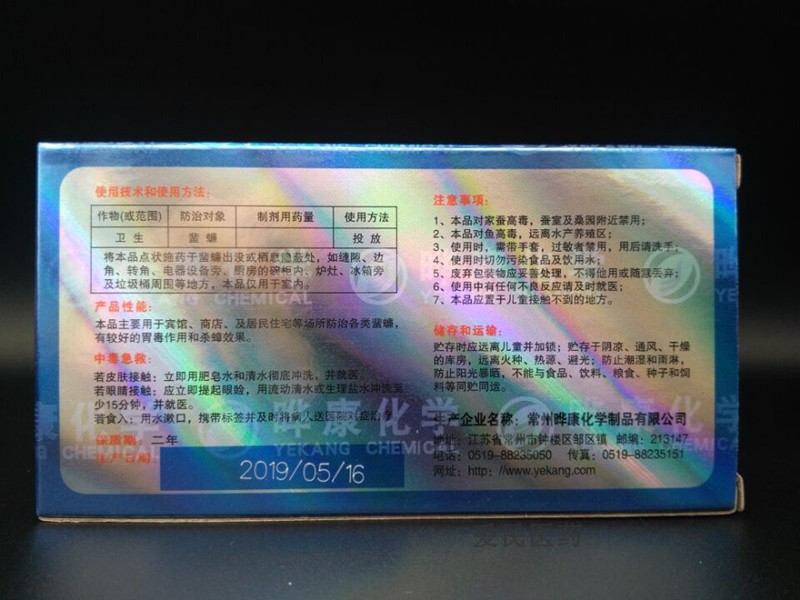 使用技术和使用方法:
作物(或范围) 防治对象 制剂用药量 使用方法
卫生 蜚蠊 投放
将本品点状施药于蜚蠊出没或栖息隐蔽处,如缝隙、边
角、转角、电器设备旁。厨房的碗柜内、炉灶、冰箱旁
及垃圾桶周围等地方,本品仅用于室内。
产品性能:
本品主要用于宾馆、商店、及居民住宅等场所防治各类蜚蠊,
有较好的胃毒作用和杀蟑效果。
中毒急救:
若皮肤接触:立即用肥皂水和清水彻底冲洗,并就医。
若眼睛接触:应立即提起眼睑,用流动清水或生理盐水冲洗至
少15分钟,并就医。
若食入:用水漱口,携带标签并及时将病人送医院对症治疗
保质期:二年
生产日期:
2019/05/16
注意事项:
1、本品对家蚕高毒,蚕室及桑园附近禁用;
2、本品对鱼高毒,远离水产养殖区;
3、使用时,需带手套,过敏者禁用,用后请洗手;
4、使用时切勿污染食品及饮用水;
5、废弃包装物应妥善处理,不得他用或随意丢弃;
6、使用中有任何不良反应请及时就医;
7、本品应置于儿童接触不到的地方。
储存和运输:
贮存时应远离儿童并加锁;贮存于阴凉、通风、干燥
的库房,远离火种、热源、避光;防止潮湿和雨淋,
防止阳光暴晒,不能与食品、饮料、粮食、种子和饲
料等同贮同运。
生产企业名称:常州晔康化学制品有限公司
地址:江苏省常州市钟楼区邹区镇 邮编:213147
电话:0519-88235050 传真:0519-88235151
网址:http://www.yekang.com
YEKANG CHEMICAL
晔康化学
YEKANG CHEMICAL
爱民医药